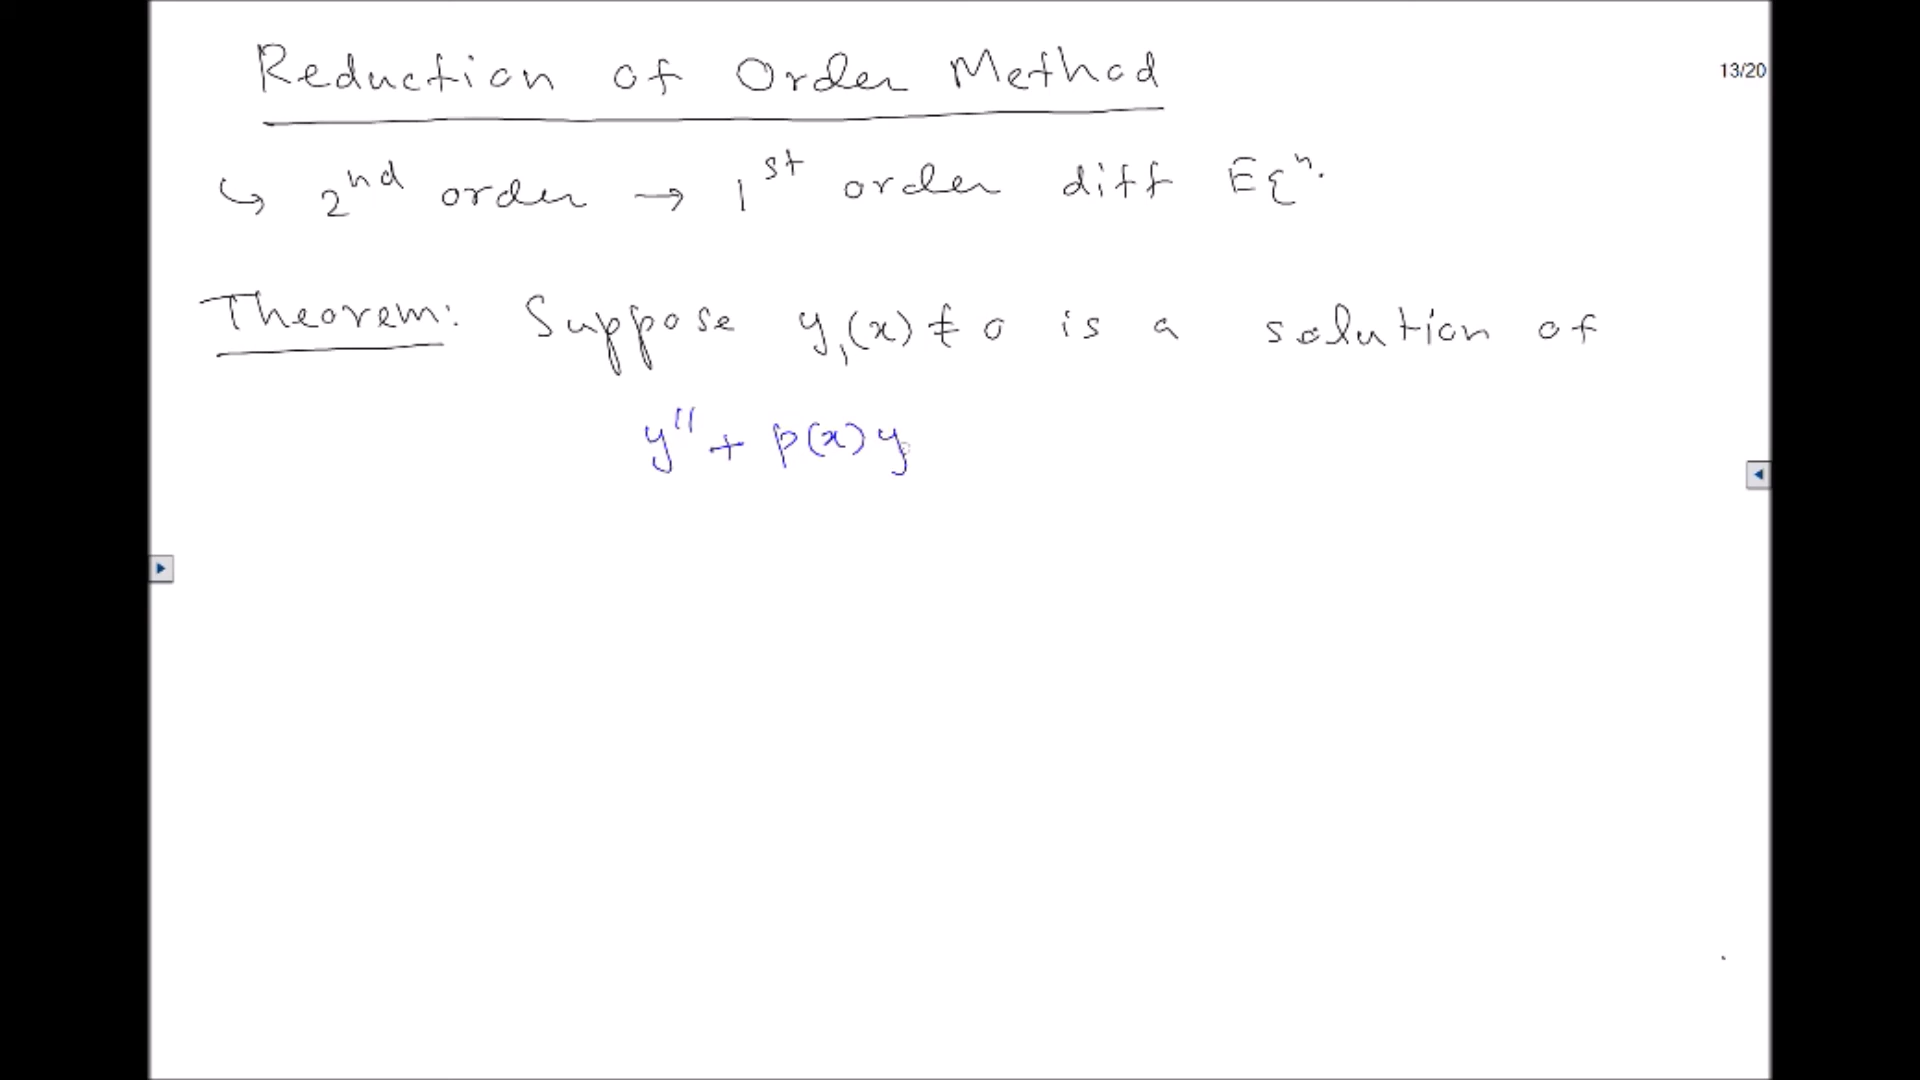 Reduction of Order Method
13/20
↳ 2nd order → 1st order diff Eqn.
Theorem: Suppose y₁(x) ≠ 0 is a solution of
y'' + p(x) y